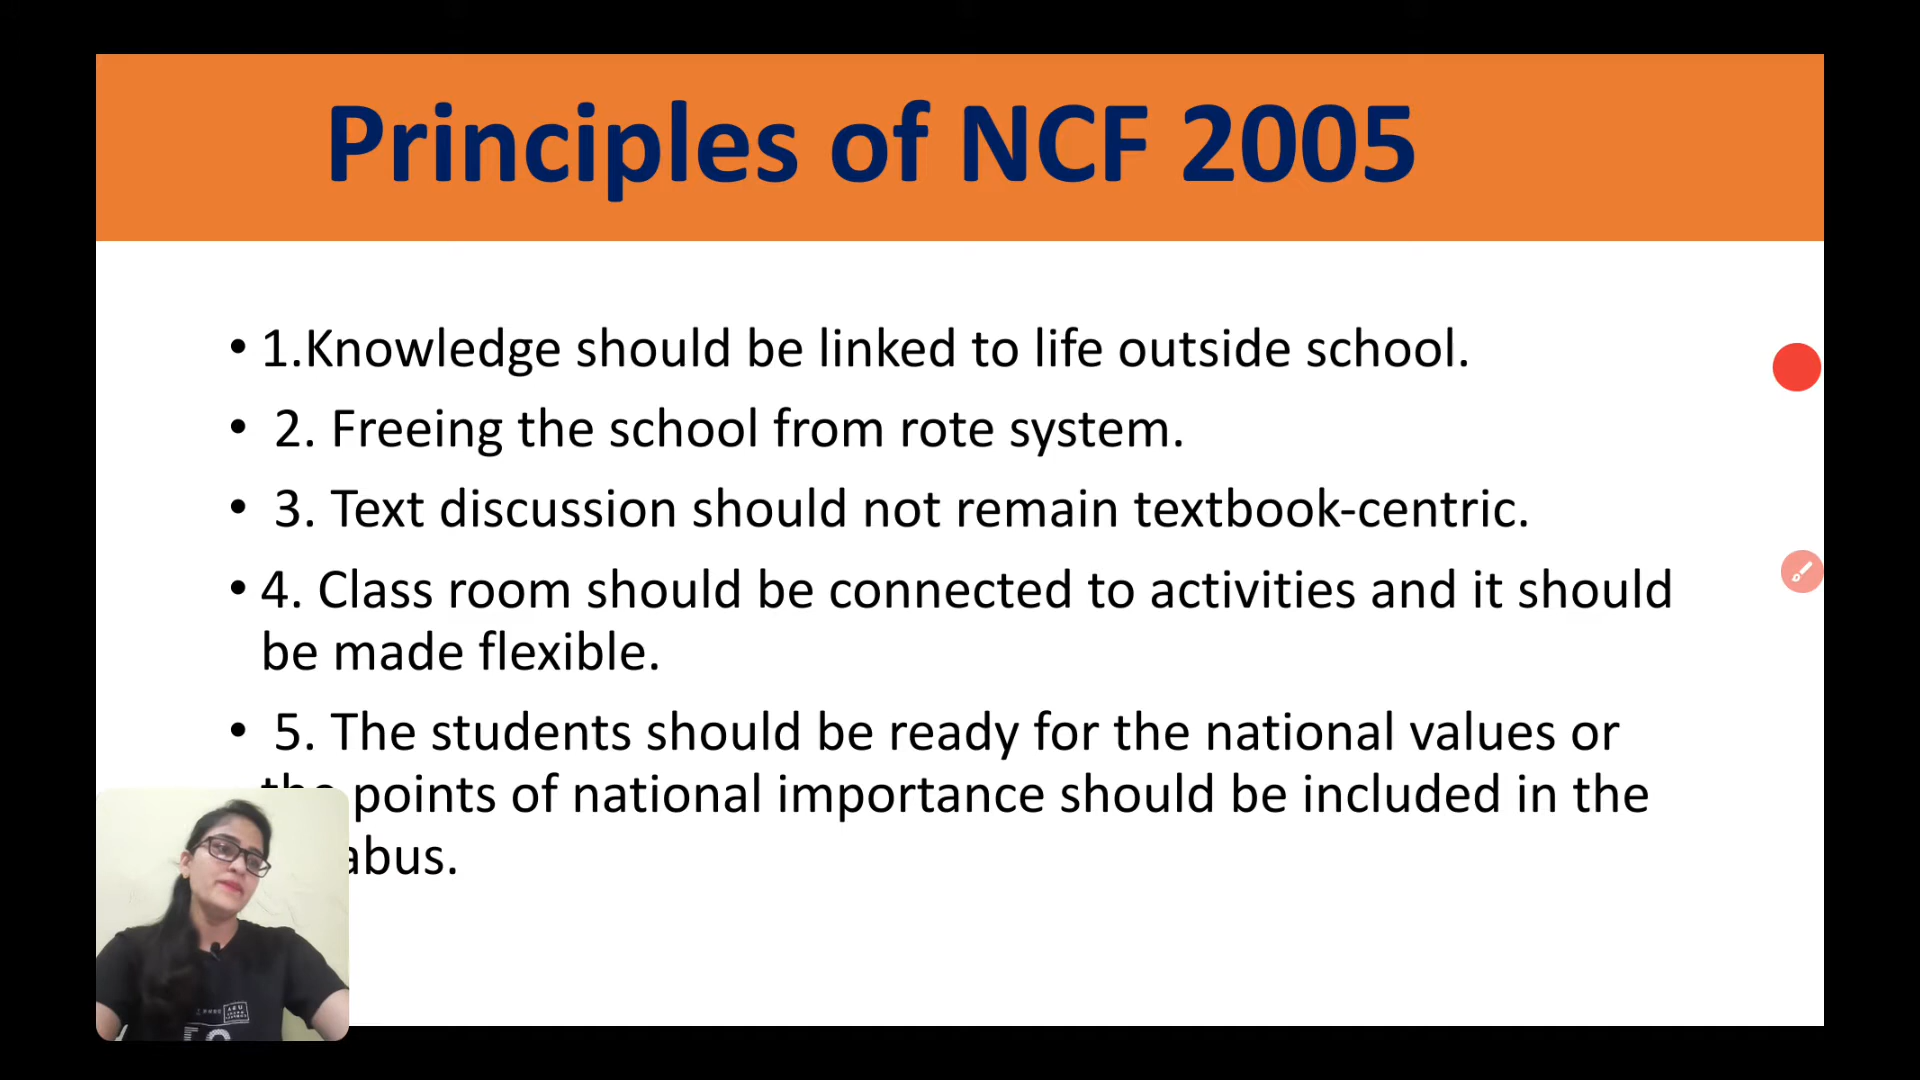 Principles of NCF 2005
• 1.Knowledge should be linked to life outside school.
• 2. Freeing the school from rote system.
• 3. Text discussion should not remain textbook-centric.
• 4. Class room should be connected to activities and it should
be made flexible.
• 5. The students should be ready for the national values or
the points of national importance should be included in the
abus.